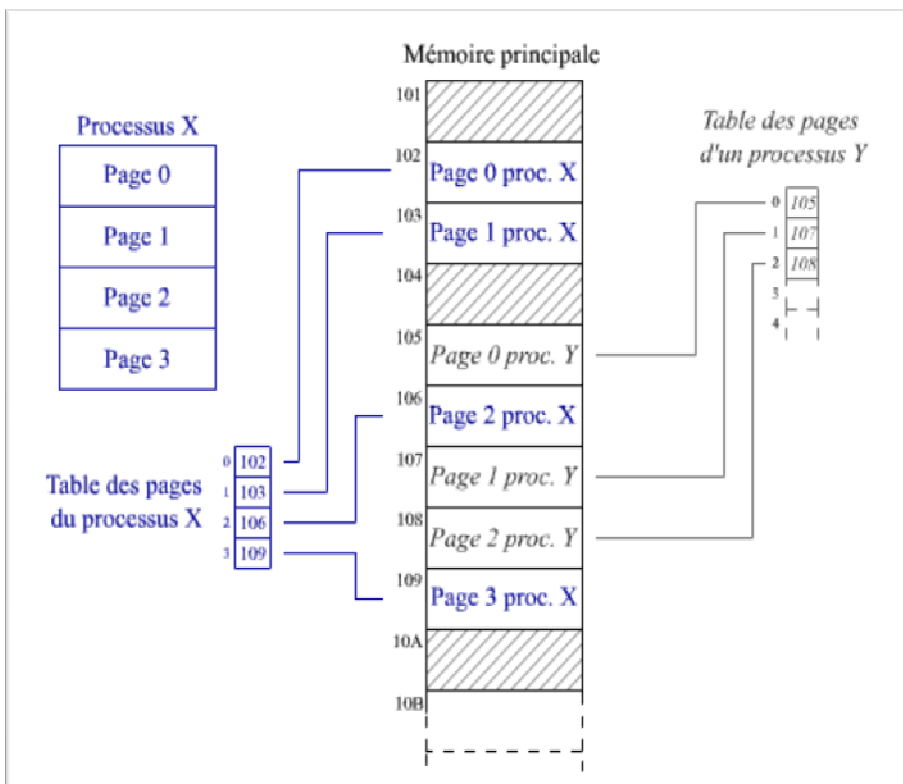 Mémoire principale
101
Processus X
Page 0
Page 1
Page 2
Page 3
102
Page 0 proc. X
103
Page 1 proc. X
104
105
Page 0 proc. Y
106
Page 2 proc. X
107
Page 1 proc. Y
108
Page 2 proc. Y
109
Page 3 proc. X
10A
10B
Table des pages
du processus X
0 102
1 103
2 106
3 109
Table des pages
d'un processus Y
0 105
1 107
2 108
3
4